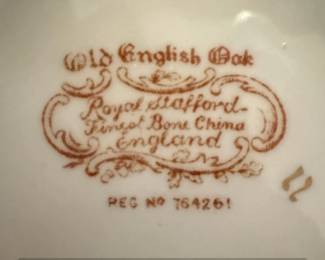 Old English Oak
Royal Stafford
Finest Bone China
England
REG Nº 764261